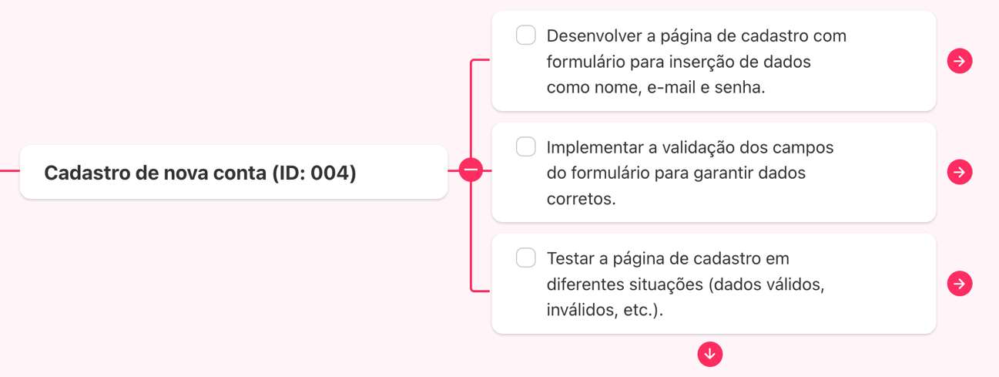 Desenvolver a página de cadastro com
formulário para inserção de dados
como nome, e-mail e senha.
Cadastro de nova conta (ID: 004)
Implementar a validação dos campos
do formulário para garantir dados
corretos.
Testar a página de cadastro em
diferentes situações (dados válidos,
inválidos, etc.).